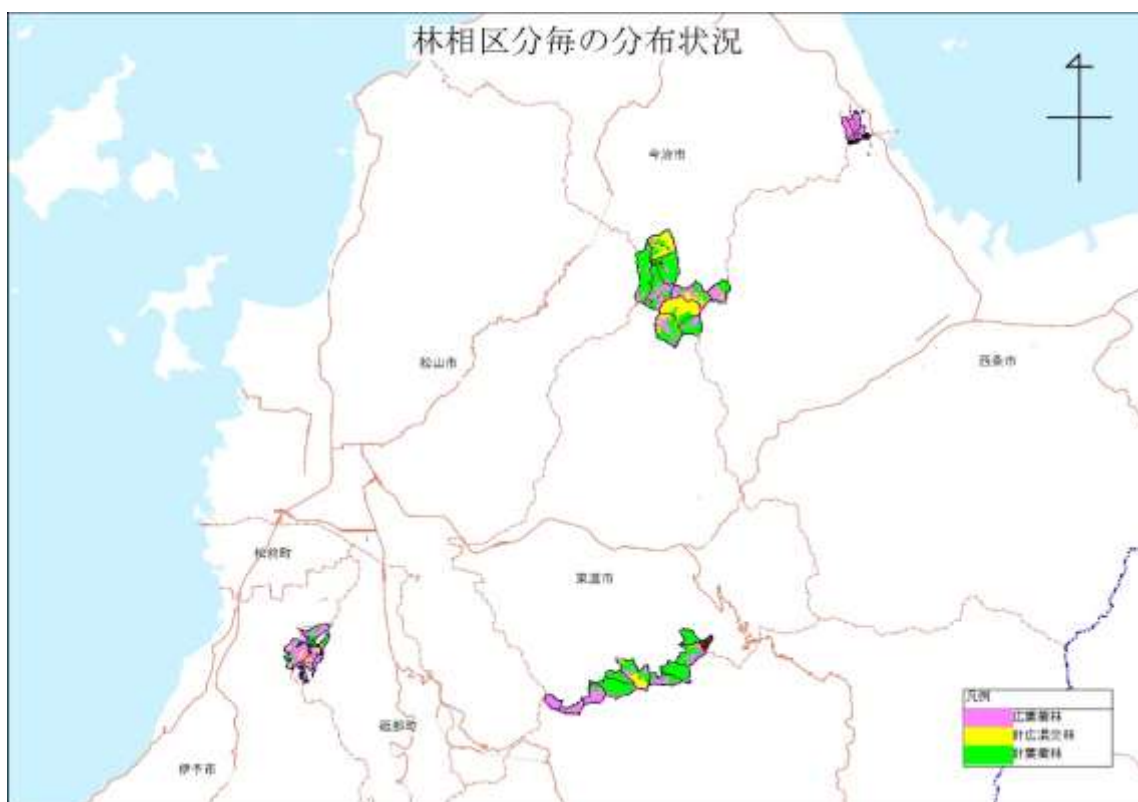 林相区分毎の分布状況
今治市
松山市
西条市
松前町
東温市
砥部町
伊予市
凡例
広葉樹林
針広混交林
針葉樹林